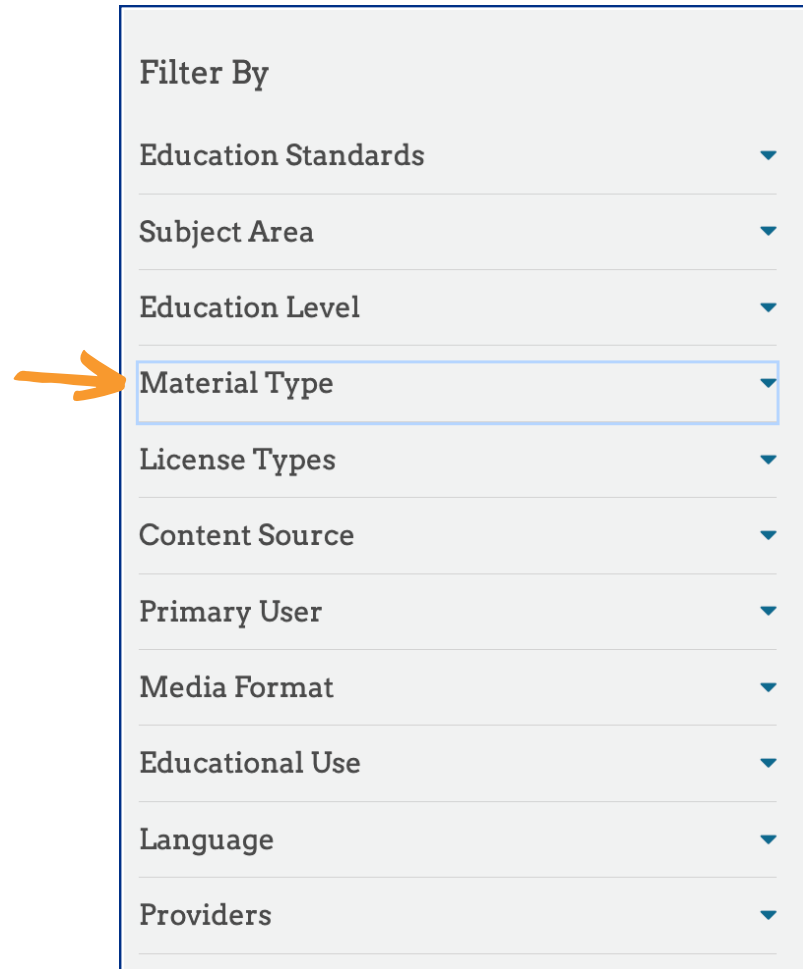 Filter By
Education Standards
Subject Area
Education Level
Material Type
License Types
Content Source
Primary User
Media Format
Educational Use
Language
Providers